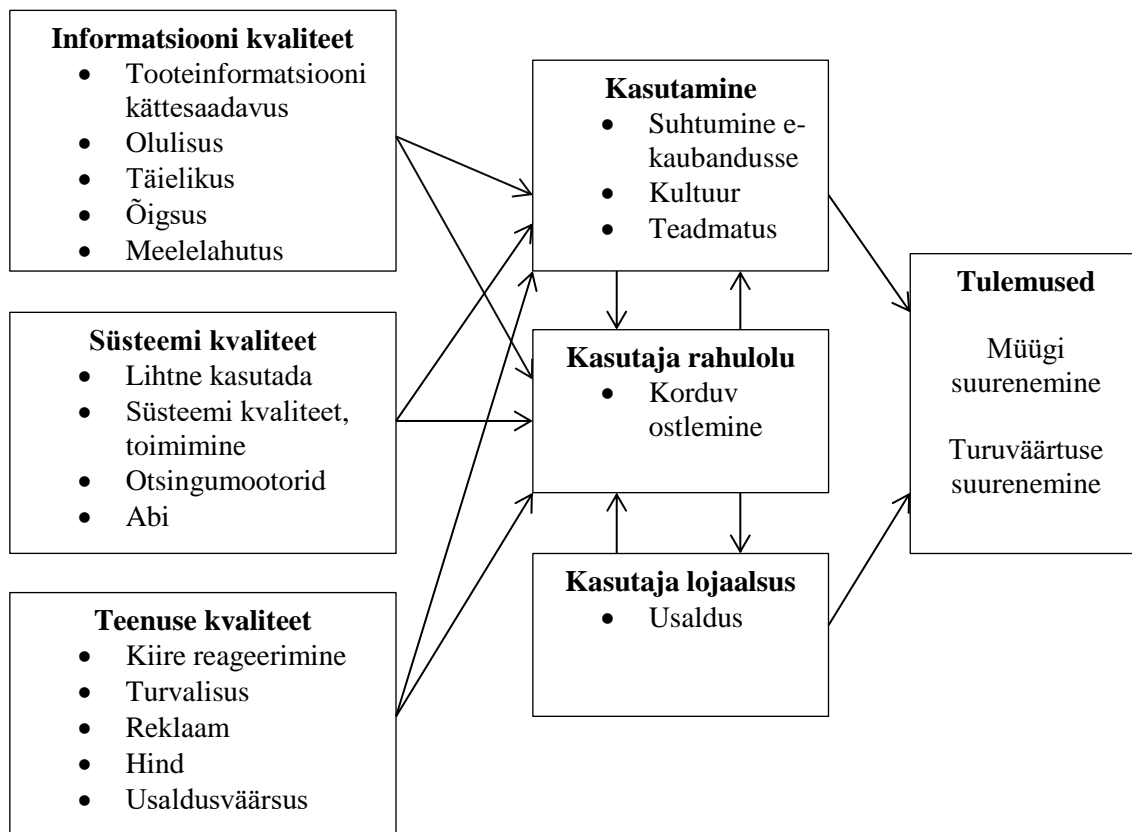 Informatsiooni kvaliteet
• Tooteinformatsiooni
kättesaadavus
• Olulisus
• Täielikus
• Õigsus
• Meelelahutus
Süsteemi kvaliteet
• Lihtne kasutada
• Süsteemi kvaliteet,
toimimine
• Otsingumootorid
• Abi
Teenuse kvaliteet
• Kiire reageerimine
• Turvalisus
• Reklaam
• Hind
• Usaldusväärsus
Kasutamine
• Suhtumine e-
kaubandusse
• Kultuur
• Teadmatus
Kasutaja rahulolu
• Korduv
ostlemine
Kasutaja lojaalsus
• Usaldus
Tulemused
Müügi
suurenemine
Turuväärtuse
suurenemine